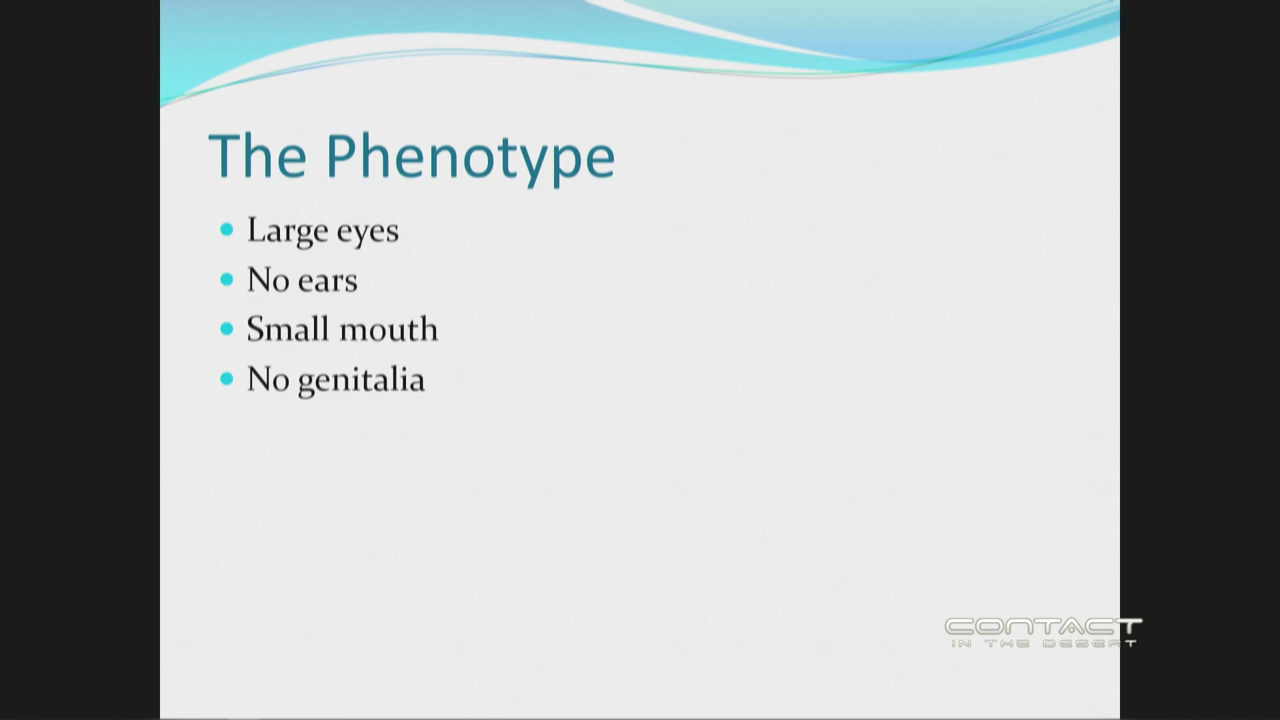 The Phenotype
Large eyes
No ears
Small mouth
No genitalia
CONTACT
IN THE DESERT